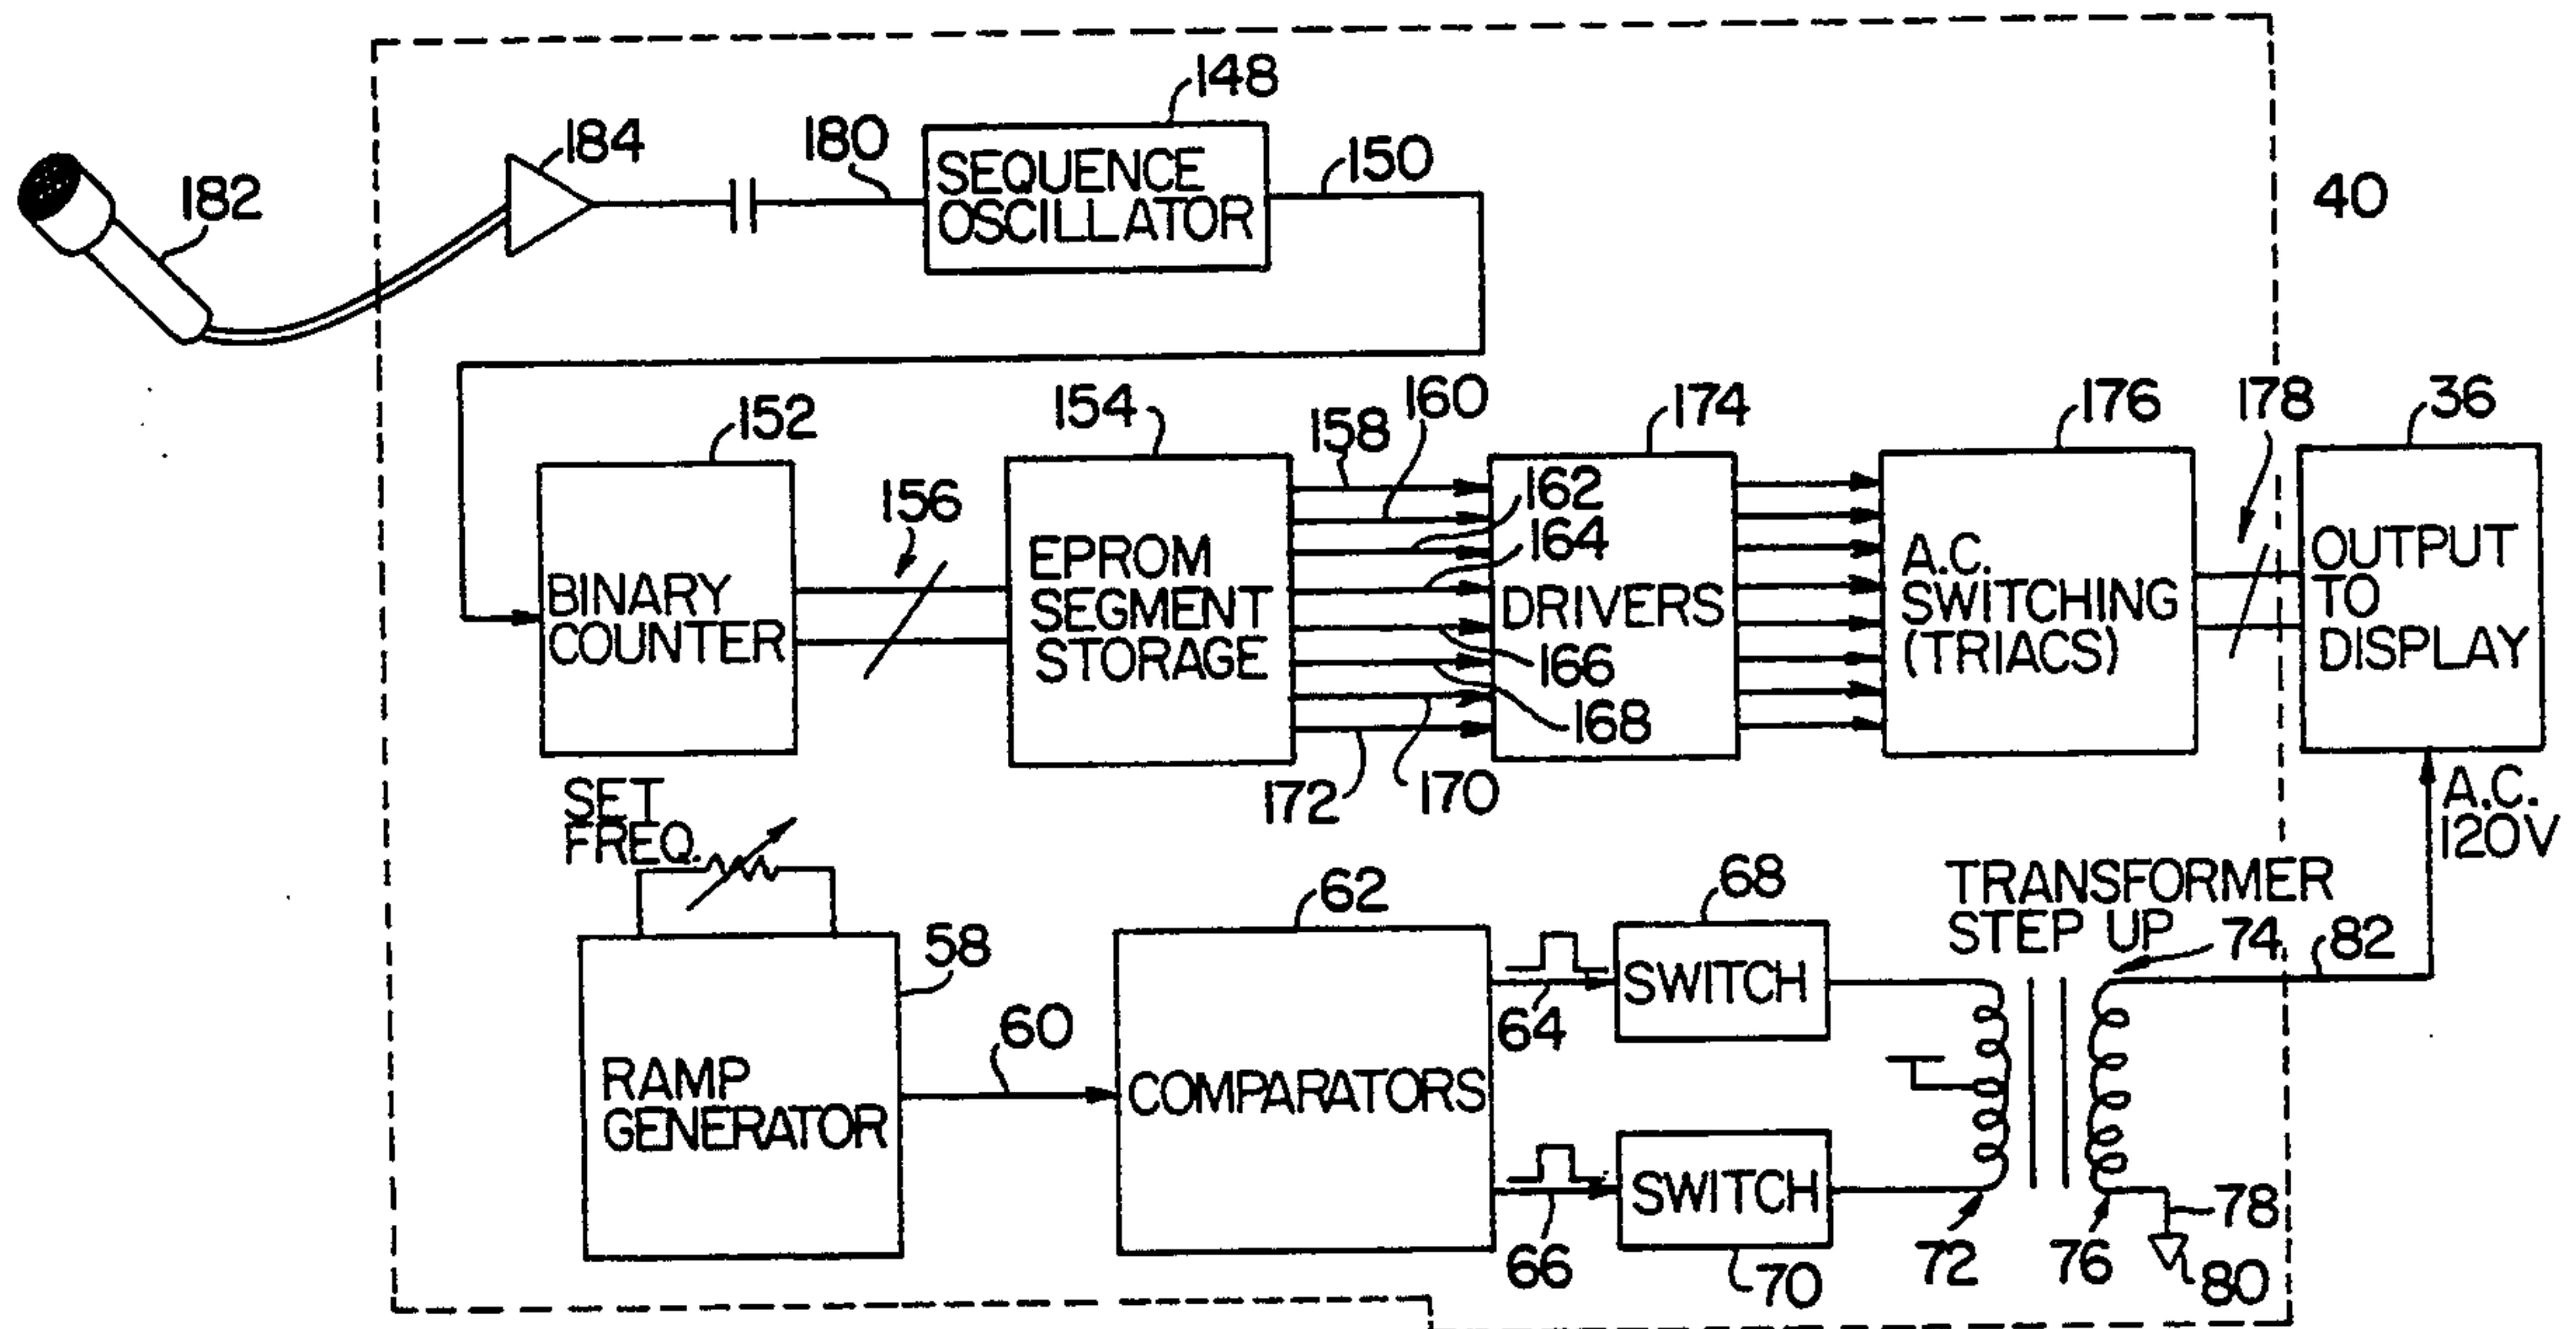 148
184
180
150
182
SEQUENCE
OSCILLATOR
40
152
154
158
160
174
176
178
36
156
162
164
BINARY
COUNTER
EPROM
SEGMENT
STORAGE
DRIVERS
A.C.
SWITCHING
(TRIACS)
OUTPUT
TO
DISPLAY
166
168
170
172
SET
FREQ.
A.C.
120V
58
62
68
TRANSFORMER
STEP UP
74
82
60
64
SWITCH
RAMP
GENERATOR
COMPARATORS
SWITCH
66
70
72
76
78
80